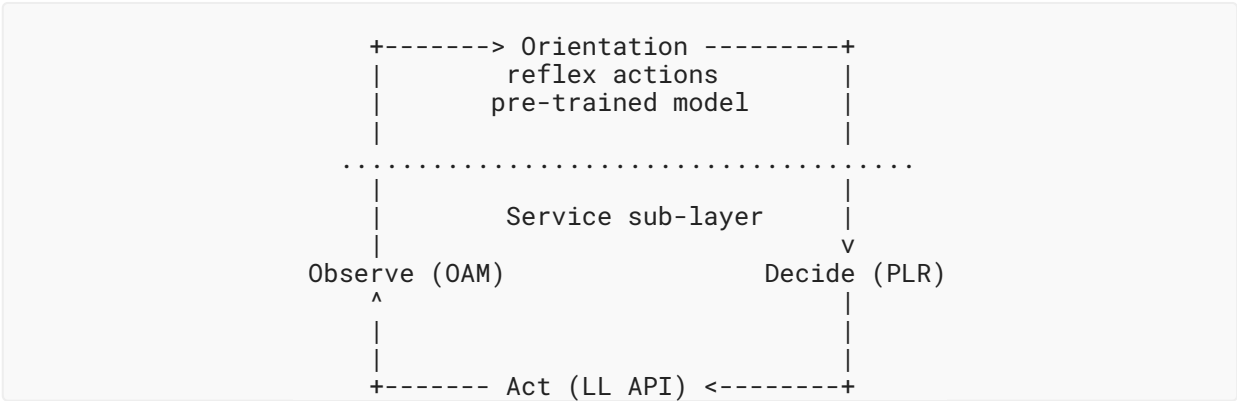 +-------> Orientation ---------+
|        reflex actions        |
|       pre-trained model      |
|                              |
......................................
|                              |
|        Service sub-layer     |
|                              v
Observe (OAM)                 Decide (PLR)
^                              |
|                              |
|                              |
+------- Act (LL API) <--------+